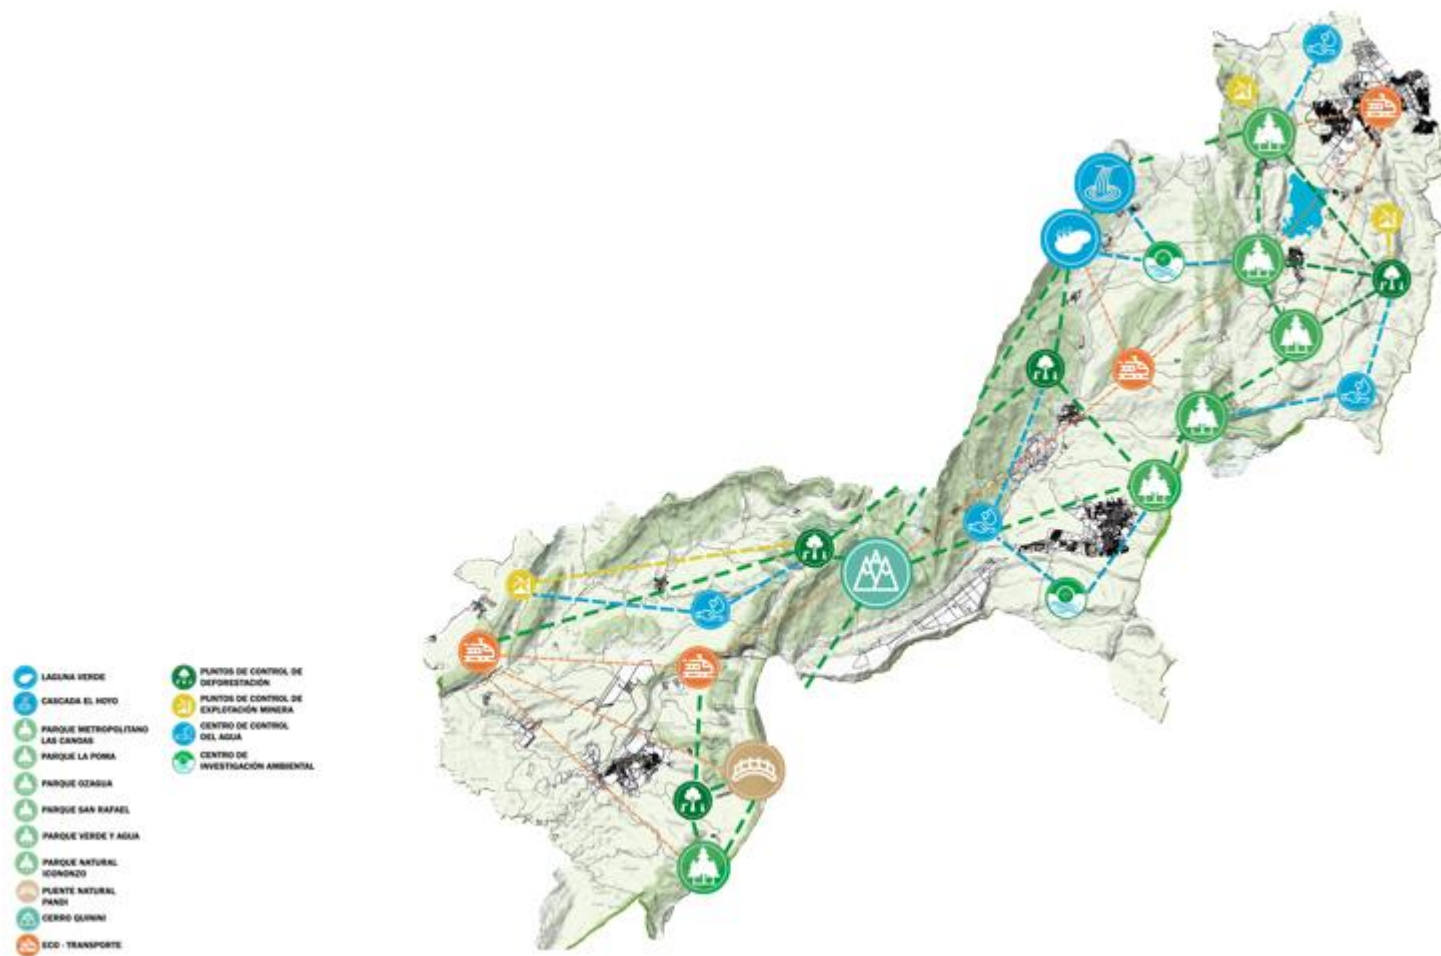 LAGUNA VERDE
CASCADA EL HOYO
PARQUE METROPOLITANO
LAS CANOAS
PARQUE LA POMA
PARQUE OZAGUA
PARQUE SAN RAFAEL
PARQUE VERDE Y AGUA
PARQUE NATURAL
ICONONZO
PUENTE NATURAL
PANDI
CERRO QUININI
ECO - TRANSPORTE
PUNTOS DE CONTROL DE
DEFORESTACIÓN
PUNTOS DE CONTROL DE
EXPLOTACIÓN MINERA
CENTRO DE CONTROL
DEL AGUA
CENTRO DE
INVESTIGACIÓN AMBIENTAL